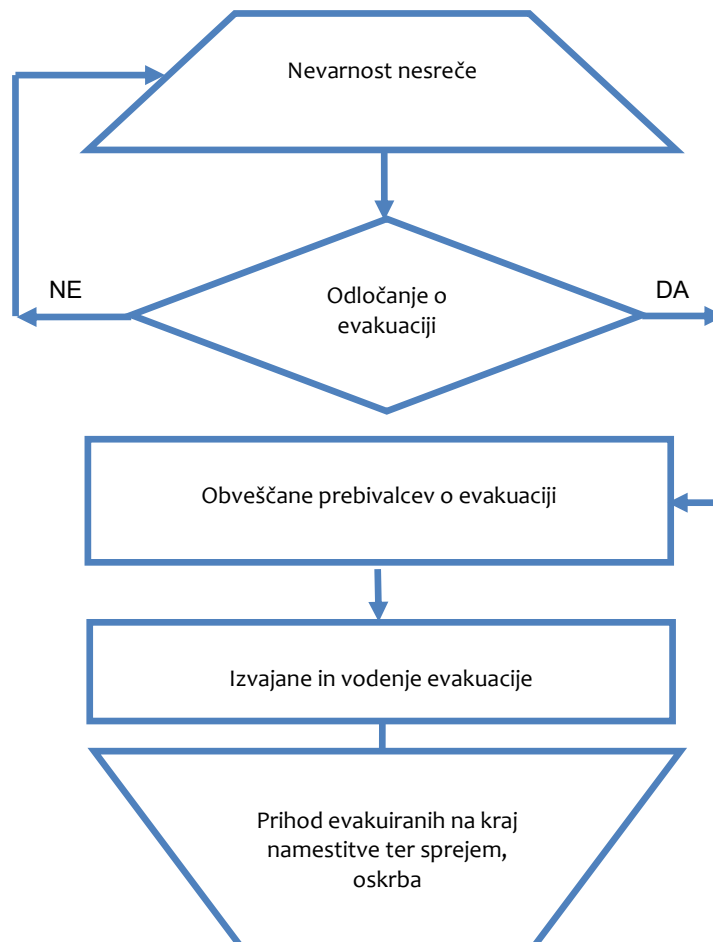 Nevarnost nesreče
NE
DA
Odločanje o
evakuaciji
Obveščane prebivalcev o evakuaciji
Izvajane in vodenje evakuacije
Prihod evakuiranih na kraj
namestitve ter sprejem,
oskrba